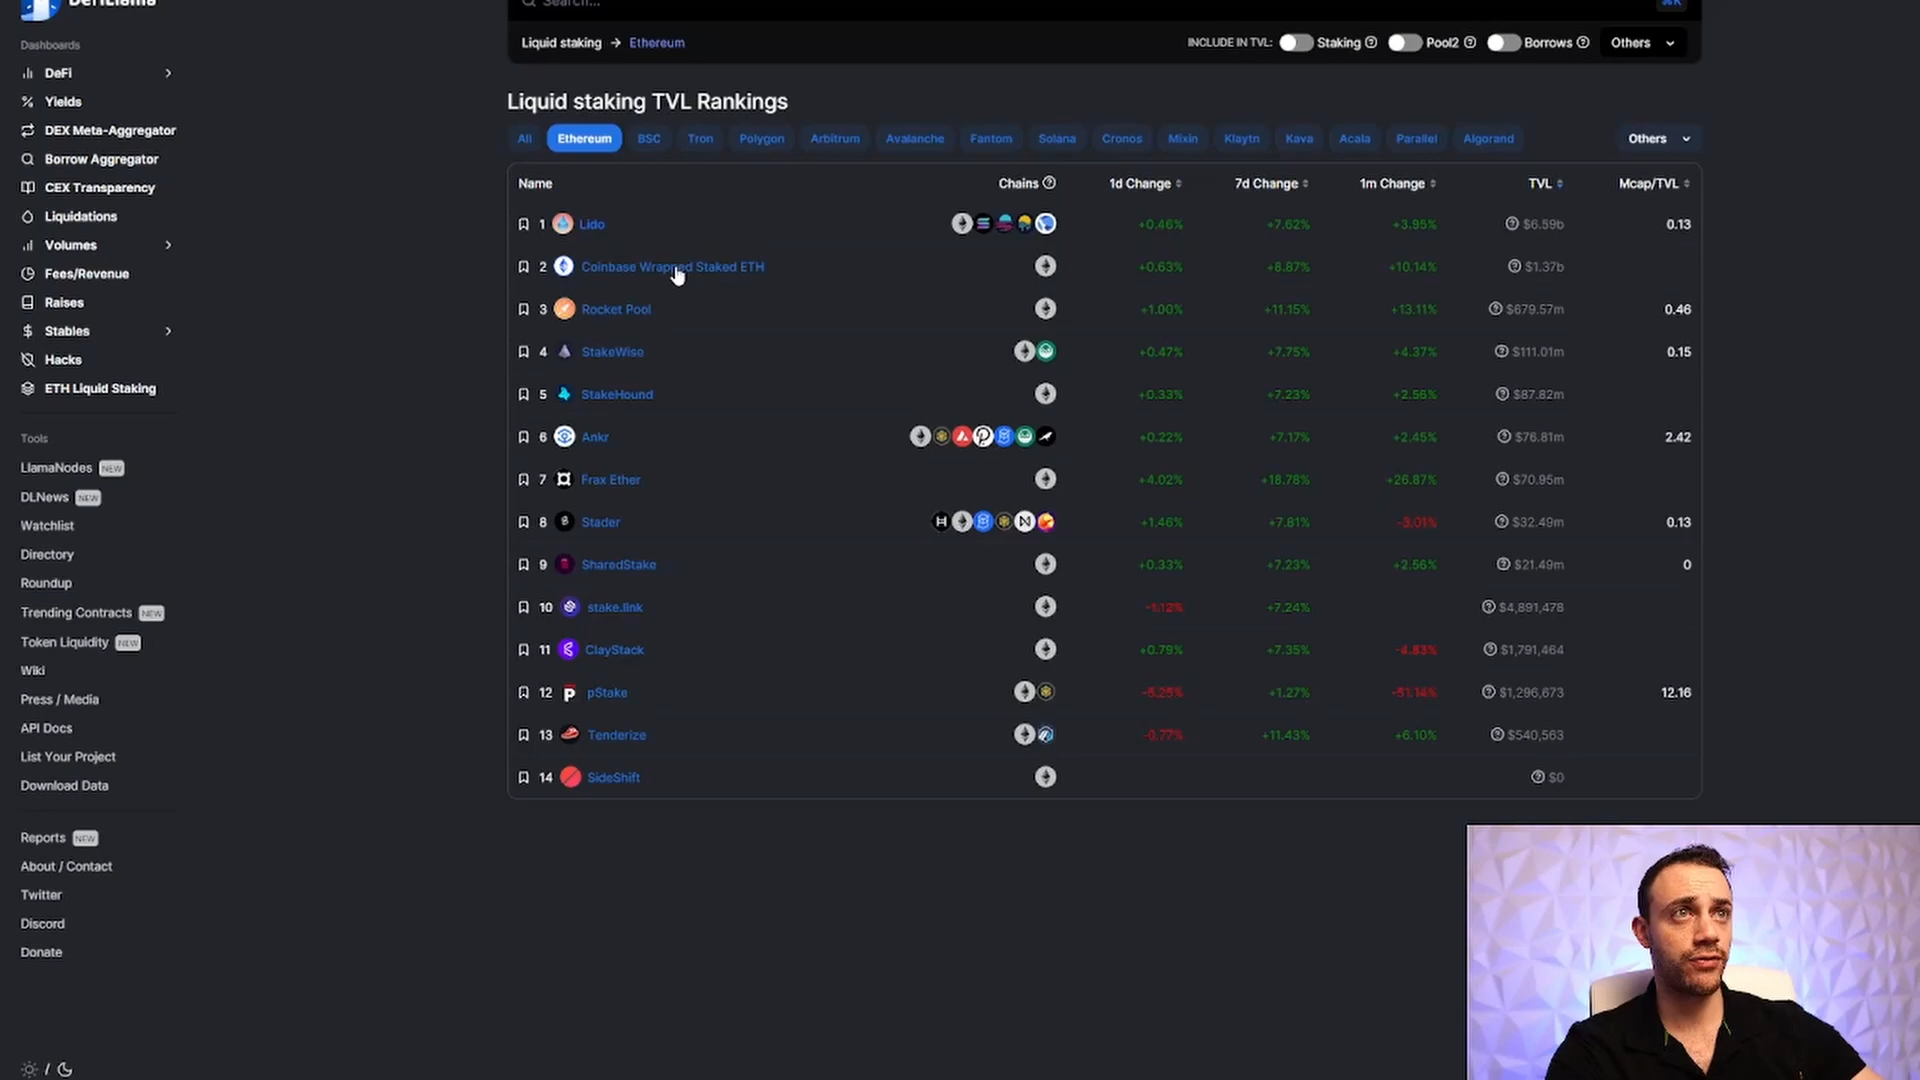 DefiLlama
Search...
⌘K
Liquid staking → Ethereum
INCLUDE IN TVL: Staking Pool2 Borrows Others
Dashboards
DeFi
Yields
DEX Meta-Aggregator
Borrow Aggregator
CEX Transparency
Liquidations
Volumes
Fees/Revenue
Raises
Stables
Hacks
ETH Liquid Staking
Tools
LlamaNodes NEW
DLNews NEW
Watchlist
Directory
Roundup
Trending Contracts NEW
Token Liquidity NEW
Wiki
Press / Media
API Docs
List Your Project
Download Data
Reports NEW
About / Contact
Twitter
Discord
Donate
/
Liquid staking TVL Rankings
All Ethereum BSC Tron Polygon Arbitrum Avalanche Fantom Solana Cronos Mixin Klaytn Kava Acala Parallel Algorand Others
Name Chains 1d Change 7d Change 1m Change TVL Mcap/TVL
1 Lido +0.46% +7.62% +3.95% $6.59b 0.13
2 Coinbase Wrapped Staked ETH +0.63% +8.87% +10.14% $1.37b
3 Rocket Pool +1.00% +11.15% +13.11% $679.57m 0.46
4 StakeWise +0.47% +7.75% +4.37% $111.01m 0.15
5 StakeHound +0.33% +7.23% +2.56% $87.82m
6 Ankr +0.22% +7.17% +2.45% $76.81m 2.42
7 Frax Ether +4.02% +18.78% +26.87% $70.95m
8 Stader +1.46% +7.81% $32.49m 0.13
9 SharedStake +0.33% +7.23% +2.56% $21.49m 0
10 stake.link -1.12% +7.24% $4,891,478
11 ClayStack +0.79% +7.35% -4.83% $1,791,464
12 pStake -5.25% +1.27% -51.14% $1,296,673 12.16
13 Tenderize -0.77% +11.43% +6.10% $540,563
14 SideShift $0